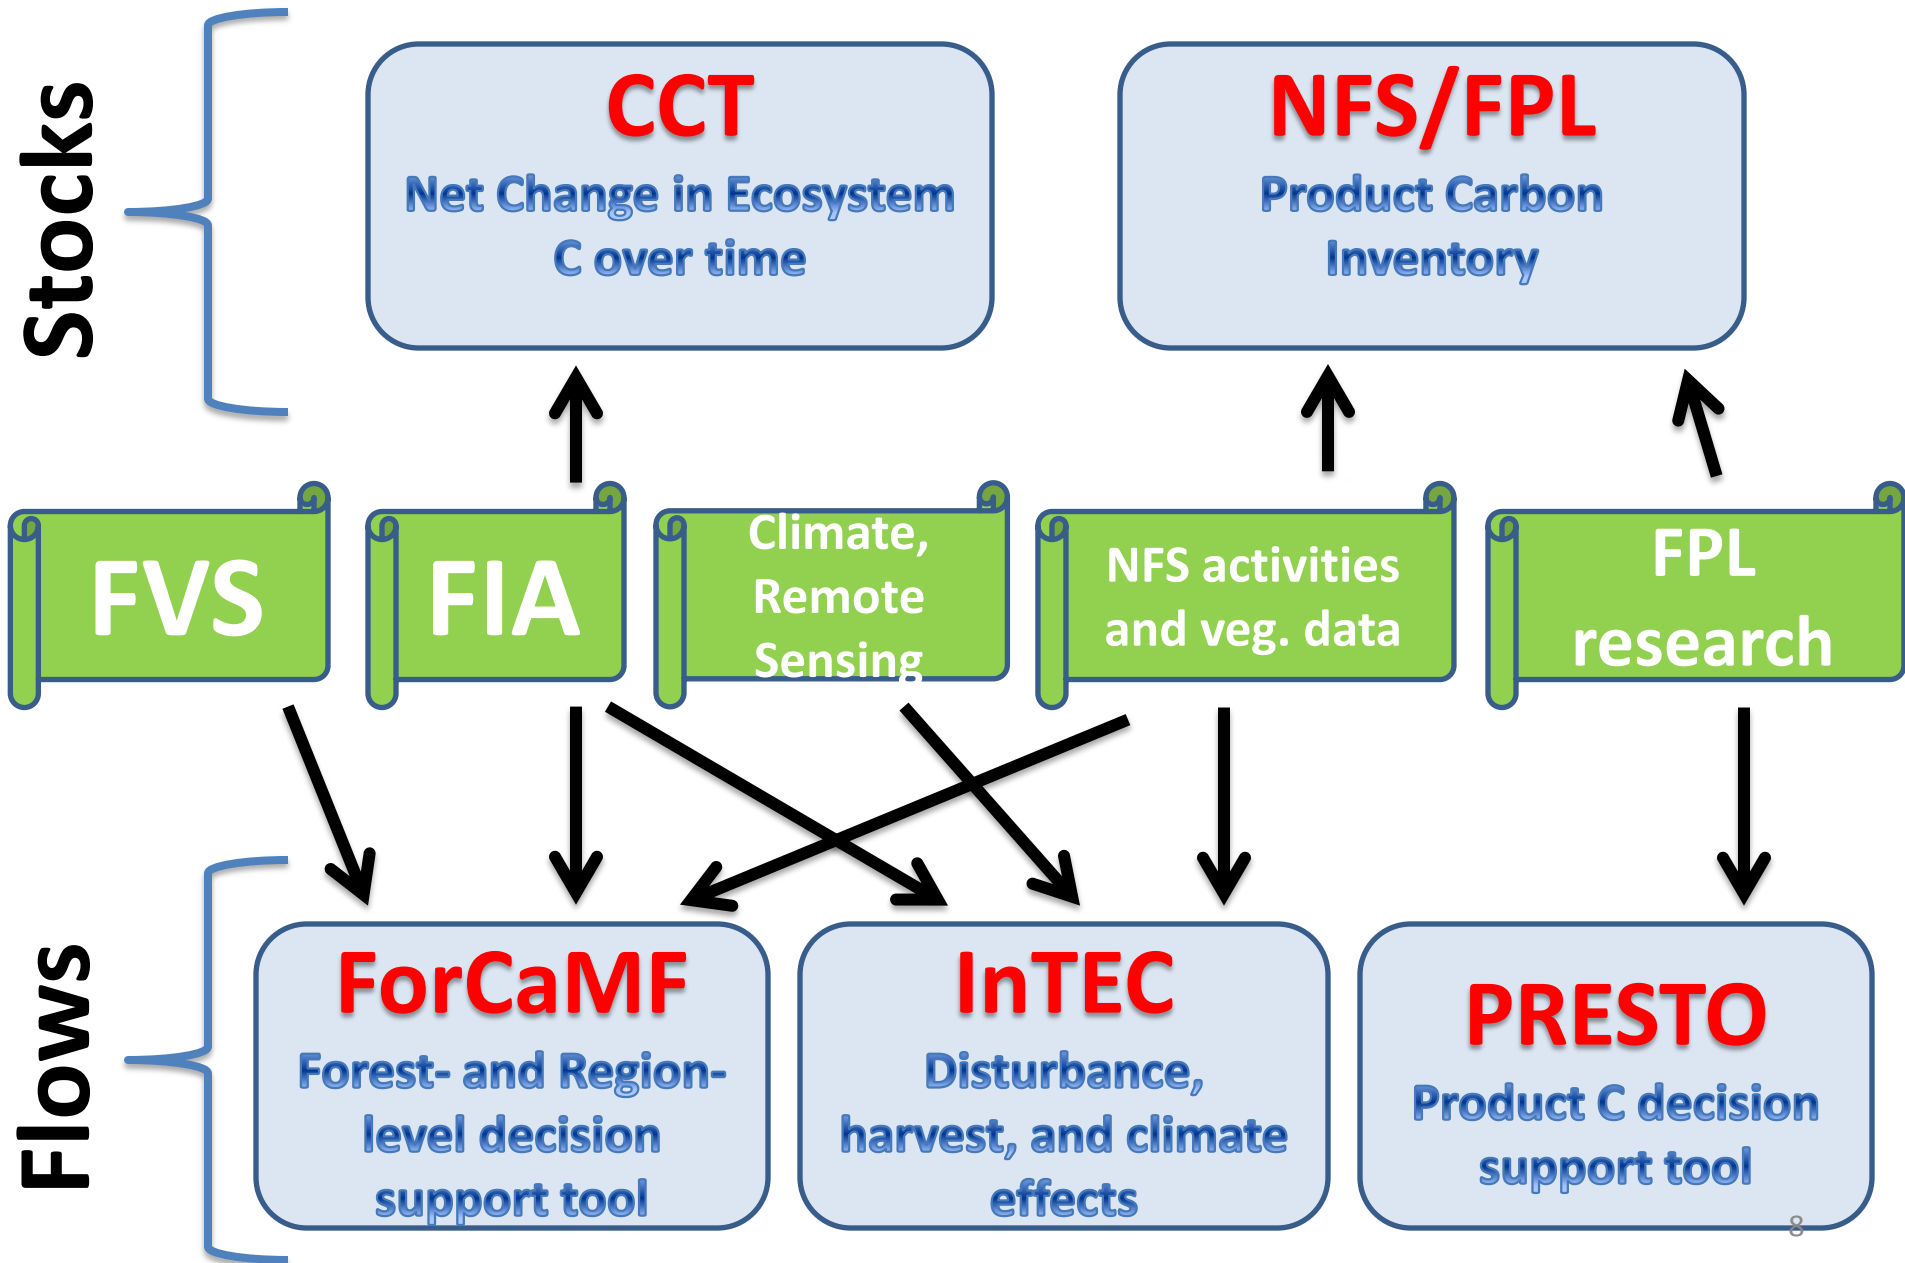 Stocks
CCT
Net Change in Ecosystem
C over time
NFS/FPL
Product Carbon
Inventory
FVS
FIA
Climate,
Remote
Sensing
NFS activities
and veg. data
FPL
research
Flows
ForCaMF
Forest- and Region-
level decision
support tool
InTEC
Disturbance,
harvest, and climate
effects
PRESTO
Product C decision
support tool
8